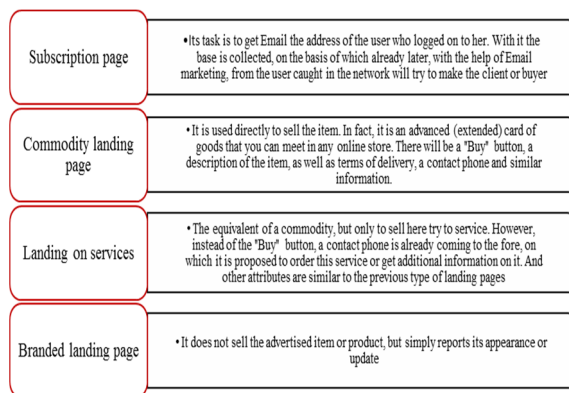 Subscription page
•Its task is to get Email the address of the user who logged on to her. With it the
base is collected, on the basis of which already later, with the help of Email
marketing, from the user caught in the network will try to make the client or buyer
Commodity landing
page
• It is used directly to sell the item. In fact, it is an advanced (extended) card of
goods that you can meet in any online store. There will be a "Buy" button, a
description of the item, as well as terms of delivery, a contact phone and similar
information.
Landing on services
• The equivalent of a commodity, but only to sell here try to service. However,
instead of the "Buy" button, a contact phone is already coming to the fore, on
which it is proposed to order this service or get additional information on it. And
other attributes are similar to the previous type of landing pages
Branded landing page
• It does not sell the advertised item or product, but simply reports its appearance or
update